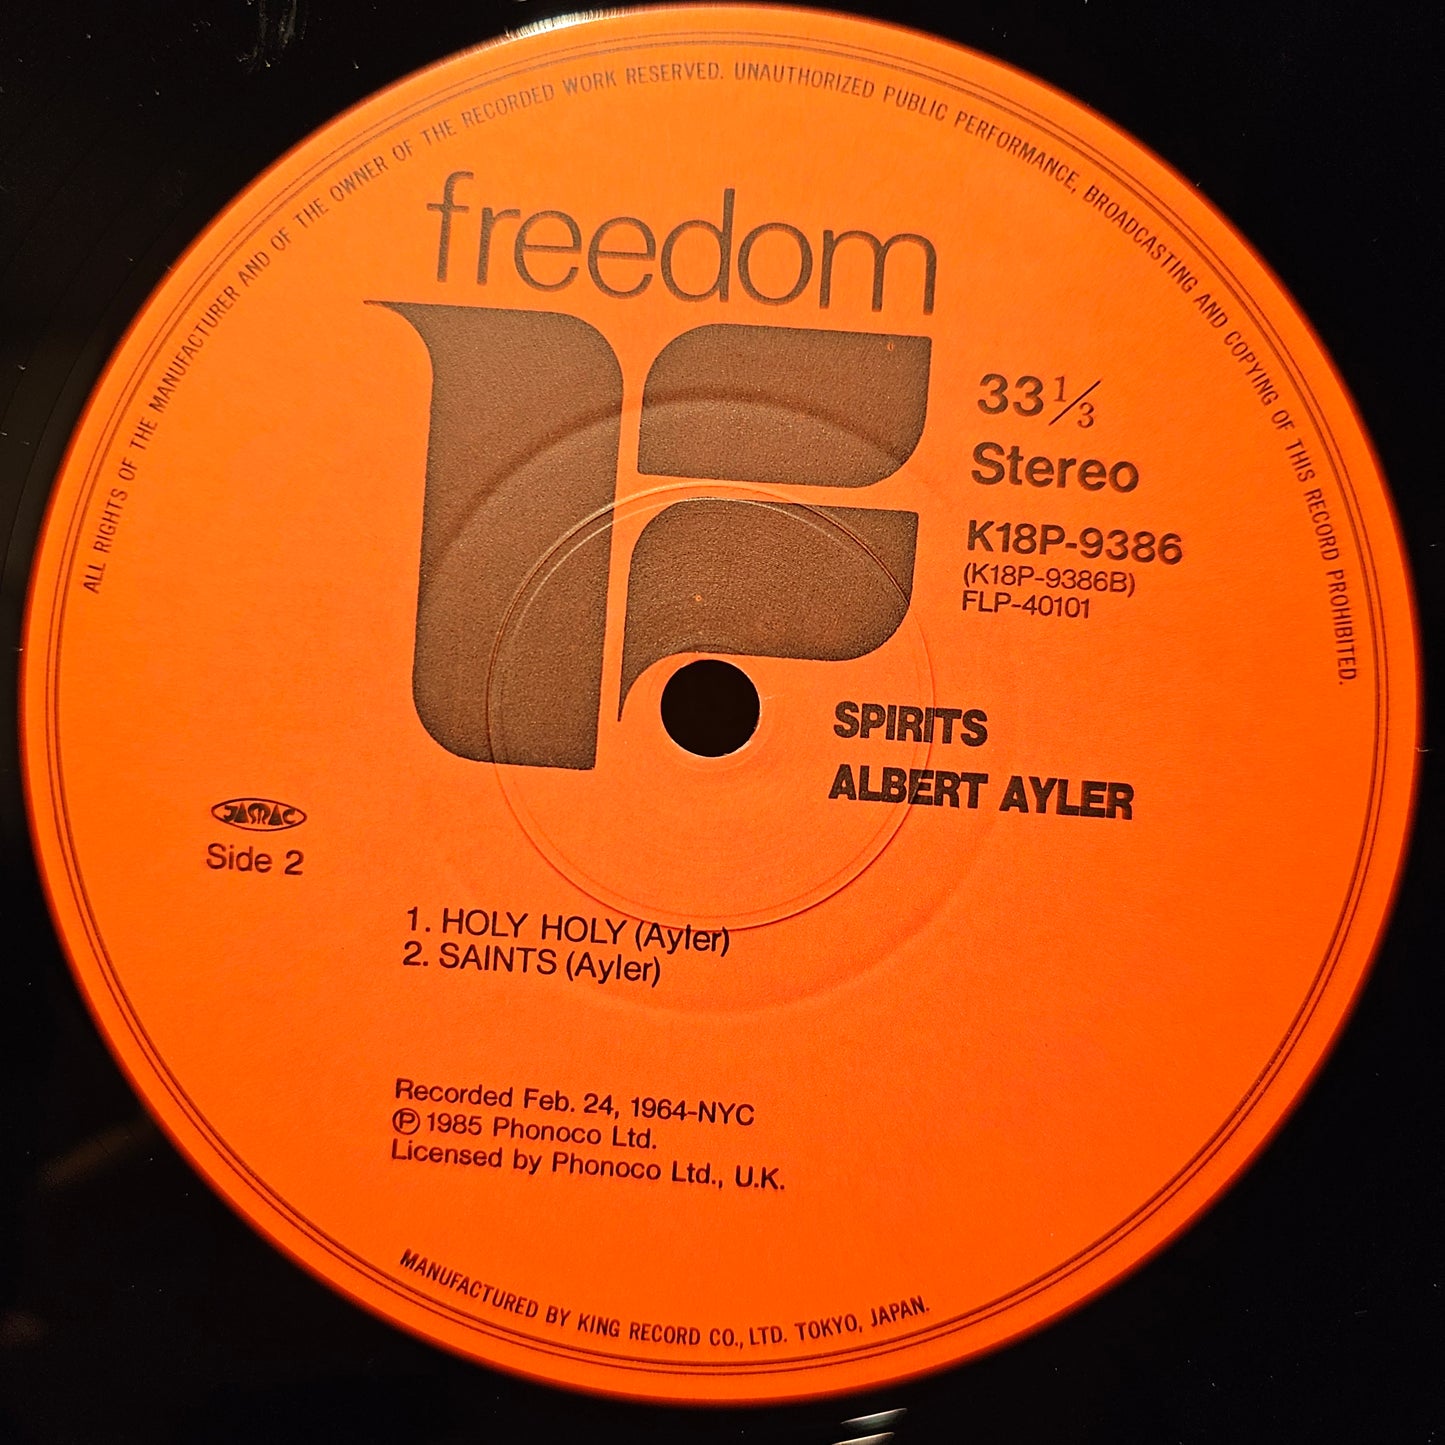 ALL RIGHTS OF THE MANUFACTURER AND OF THE OWNER OF THE RECORDED WORK RESERVED. UNAUTHORIZED PUBLIC PERFORMANCE, BROADCASTING AND COPYING OF THIS RECORD PROHIBITED.
freedom
33 1/3
Stereo
K18P-9386
(K18P-9386B)
FLP-40101
SPIRITS
ALBERT AYLER
JASRAC
Side 2
1. HOLY HOLY (Ayler)
2. SAINTS (Ayler)
Recorded Feb. 24, 1964-NYC
℗ 1985 Phonoco Ltd.
Licensed by Phonoco Ltd., U.K.
MANUFACTURED BY KING RECORD CO., LTD. TOKYO, JAPAN.